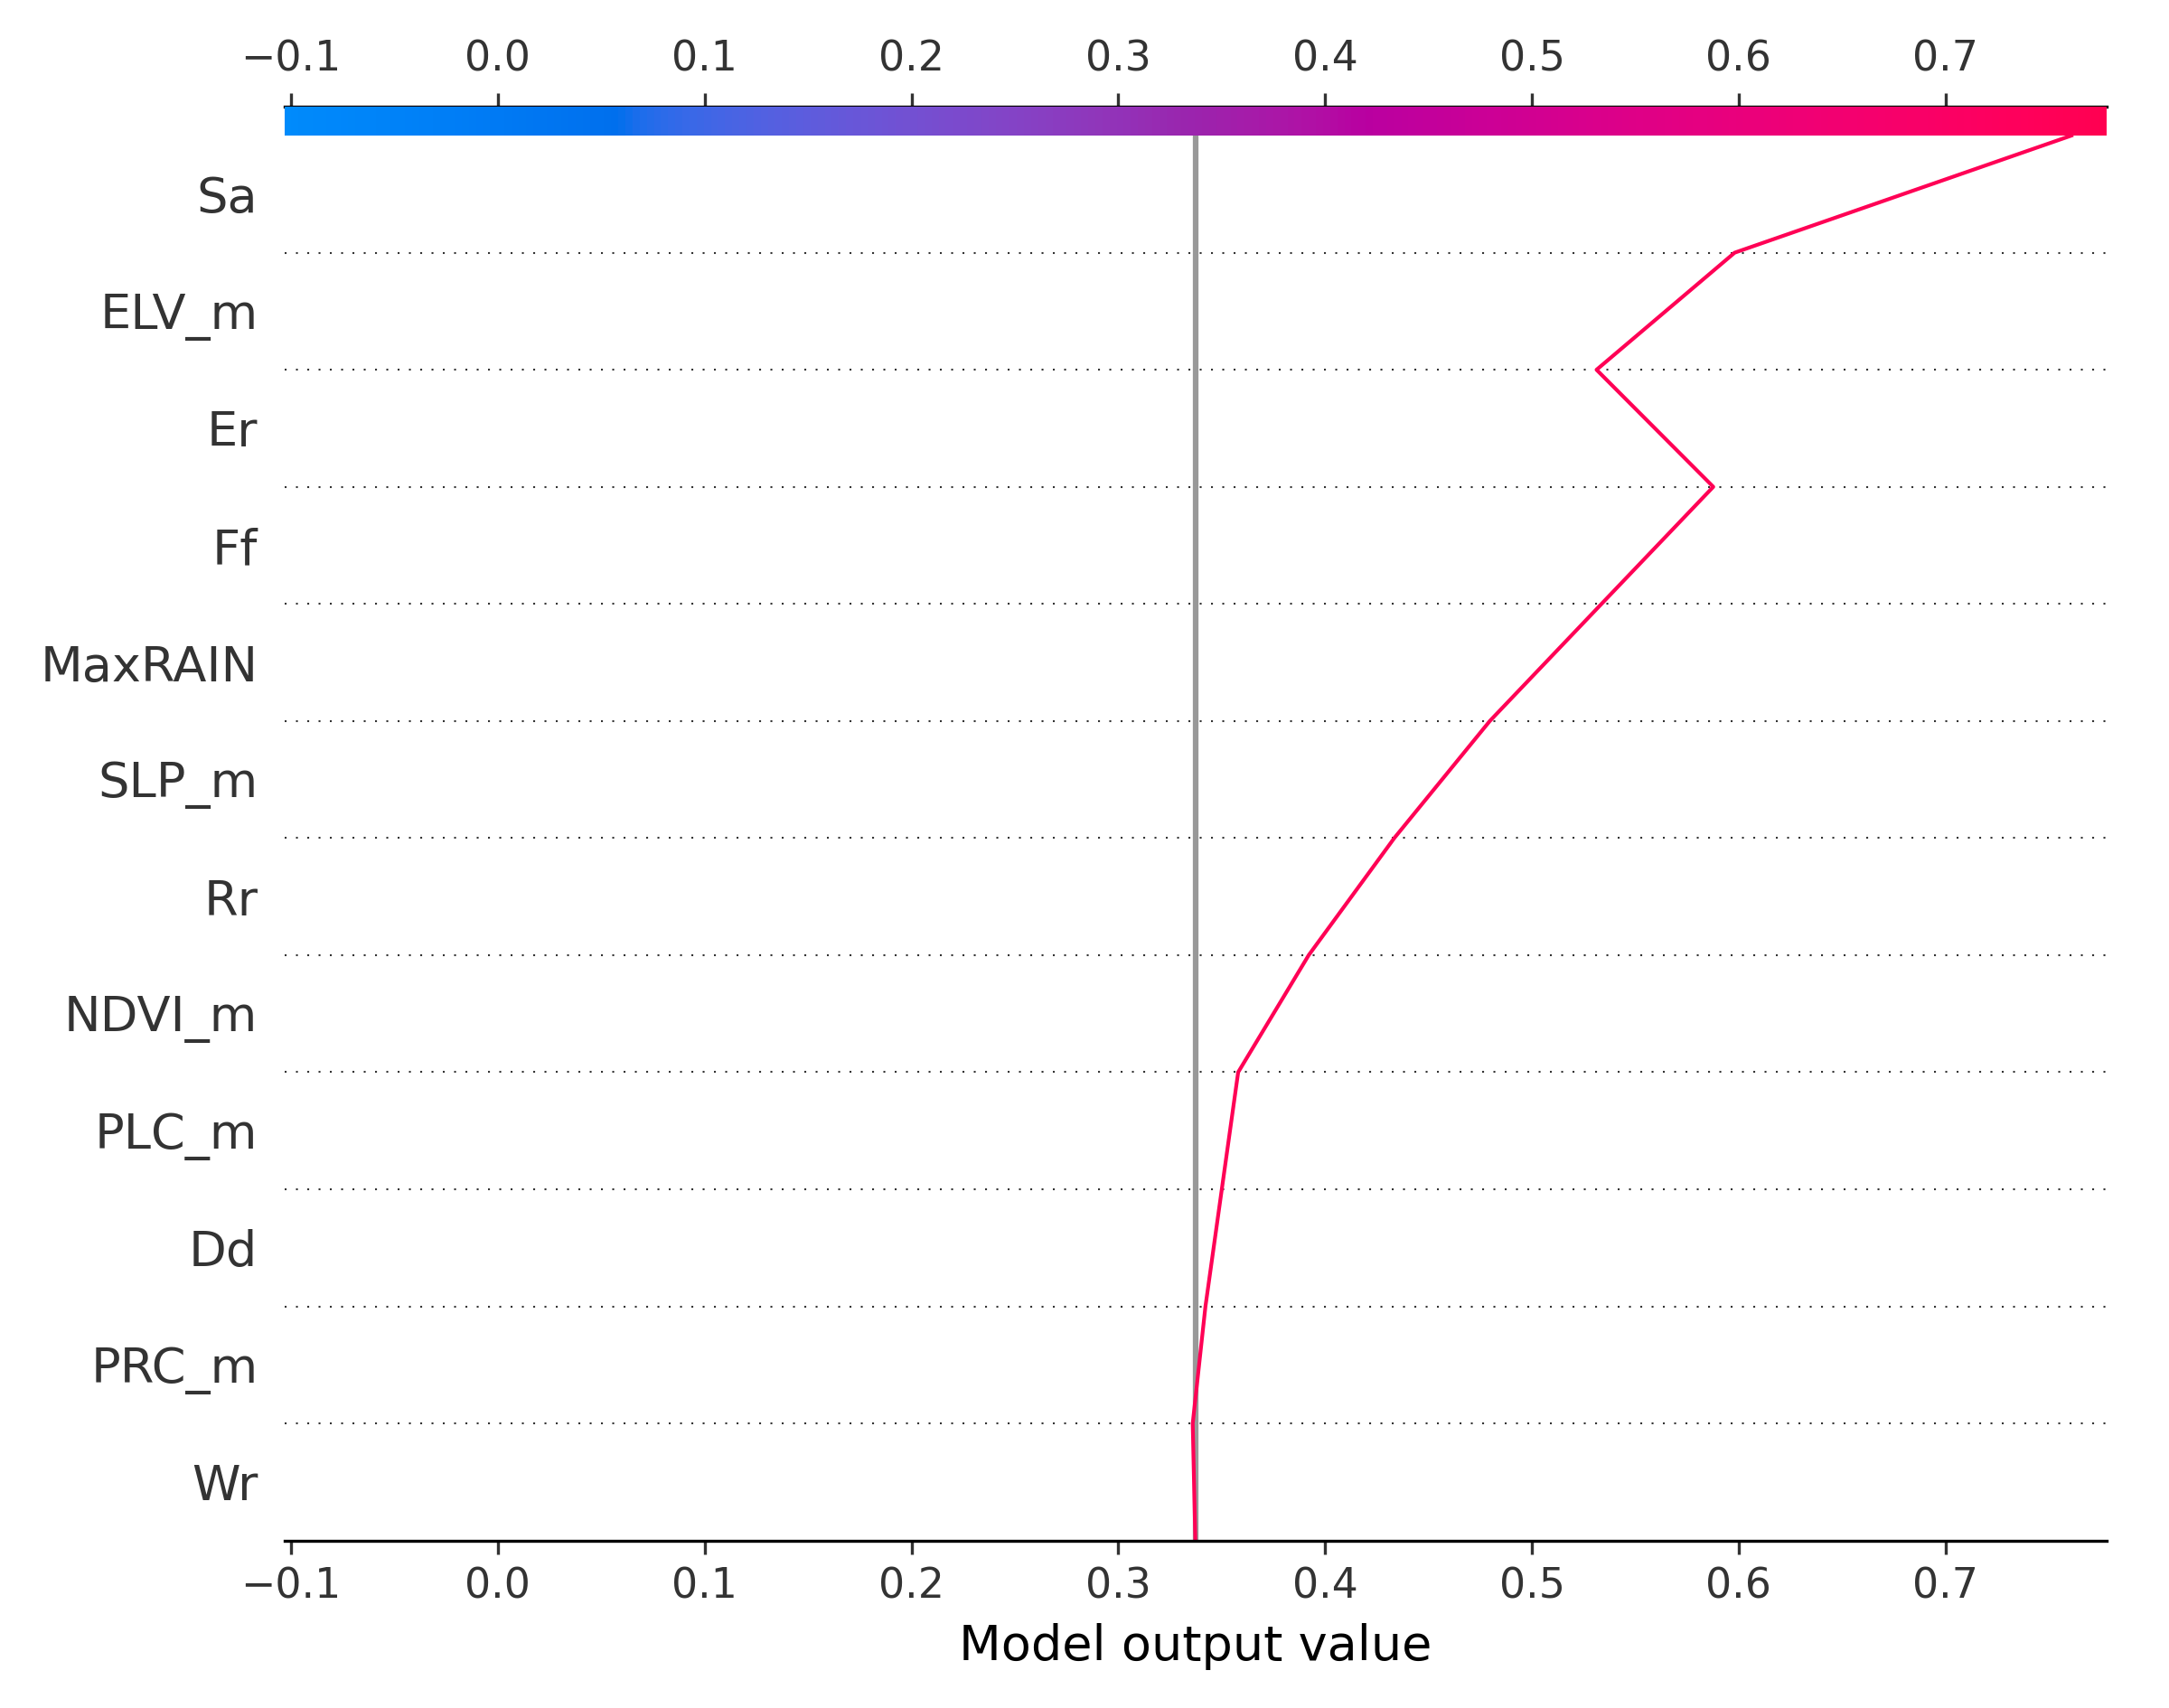 −0.1 0.0 0.1 0.2 0.3 0.4 0.5 0.6 0.7
Sa
ELV_m
Er
Ff
MaxRAIN
SLP_m
Rr
NDVI_m
PLC_m
Dd
PRC_m
Wr
−0.1 0.0 0.1 0.2 0.3 0.4 0.5 0.6 0.7
Model output value